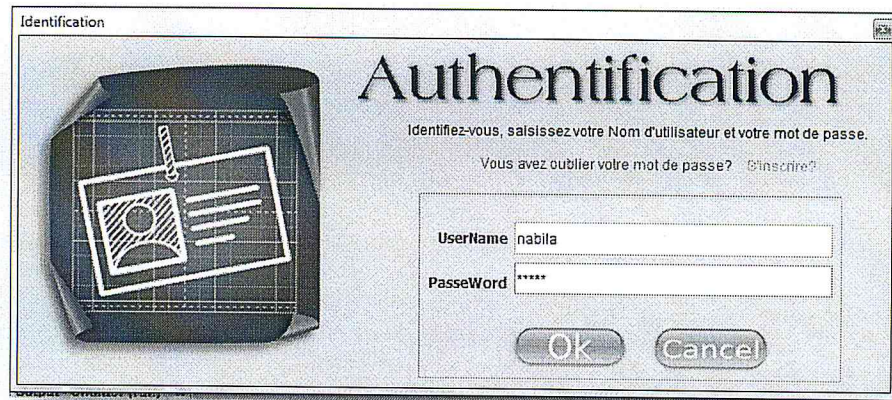 Identification
Authentification
Identifiez-vous, saisissez votre Nom d'utilisateur et votre mot de passe.
Vous avez oublier votre mot de passe? S'inscrire?
UserName nabila
PasseWord *****
Ok Cancel